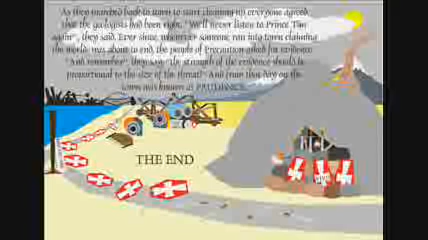 As they marched back to town to start cleaning up everyone agreed
that the geologists had been right. "We'll never listen to Prince Tim
again", they said. Ever since, whenever someone ran into town claiming
the world was about to end, the people of Precaution asked for evidence.
"And remember", they say "the strength of the evidence should be
proportional to the size of the threat". And from that day on the
town was known as PRUDENCE.
THE END